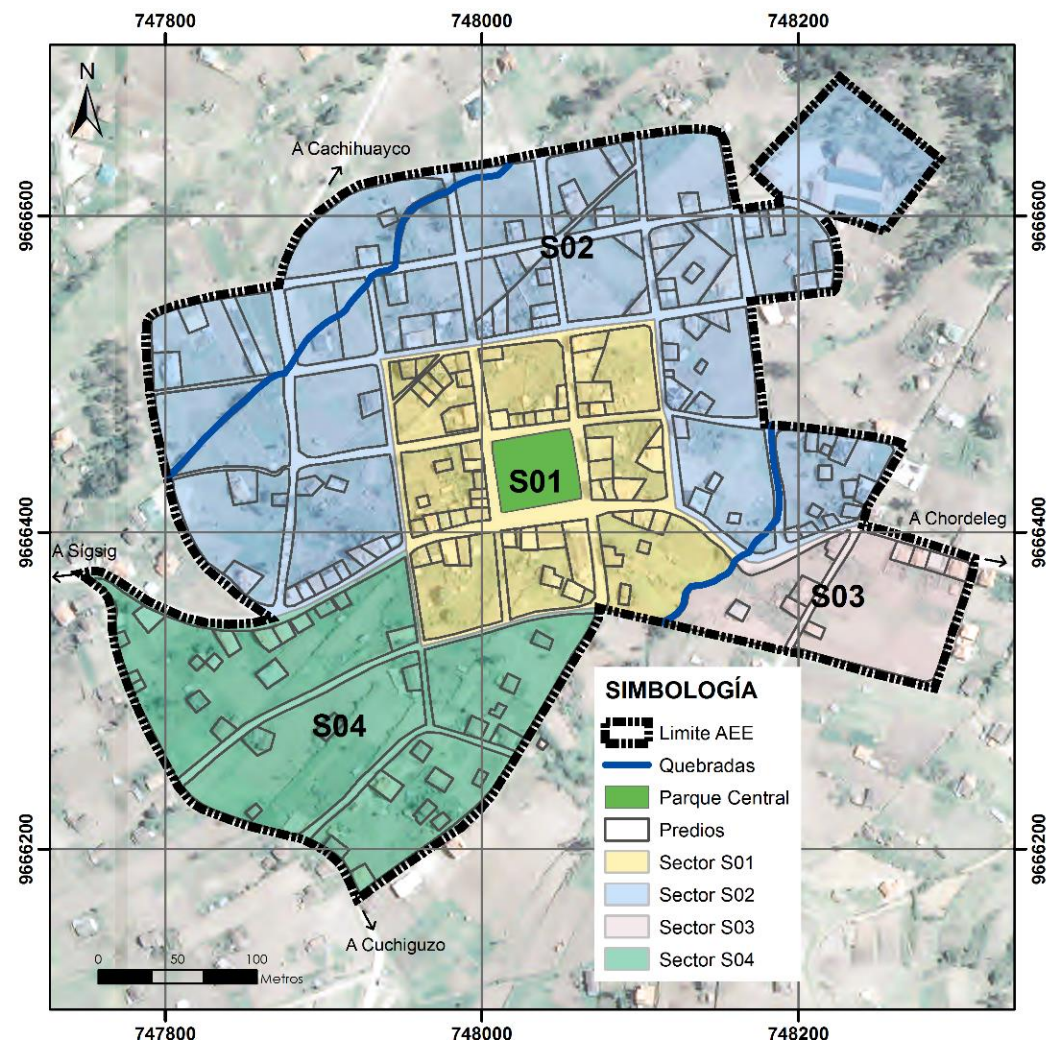 747800 748000 748200
N
A Cachihuayco
9666600 9666600
S02
S01
9666400 9666400
A Chordeleg
A Sígsig
S03
SIMBOLOGÍA
S04
Limite AEE
Quebradas
Parque Central
Predios
9666200 9666200
Sector S01
Sector S02
A Cuchiguzo
Sector S03
0 50 100
Metros
Sector S04
747800 748000 748200